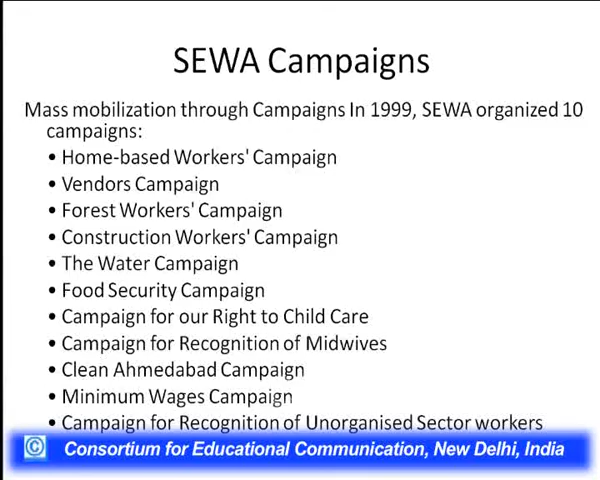 SEWA Campaigns
Mass mobilization through Campaigns In 1999, SEWA organized 10
campaigns:
• Home-based Workers' Campaign
• Vendors Campaign
• Forest Workers' Campaign
• Construction Workers' Campaign
• The Water Campaign
• Food Security Campaign
• Campaign for our Right to Child Care
• Campaign for Recognition of Midwives
• Clean Ahmedabad Campaign
• Minimum Wages Campaign
• Campaign for Recognition of Unorganised Sector workers
© Consortium for Educational Communication, New Delhi, India